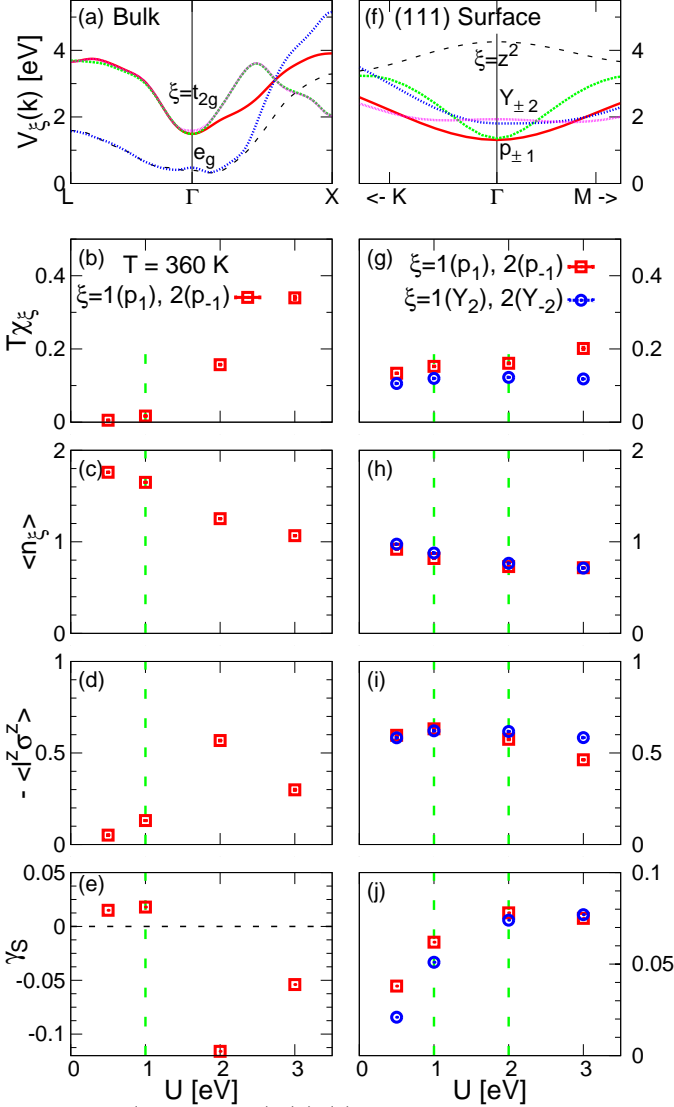 (a) Bulk
V_ξ(k) [eV]
4
2
0
ξ=t_2g
e_g
L
Γ
X
(f) (111) Surface
ξ=z^2
Y_±2
p_±1
4
2
0
<- K
Γ
M ->
(b) T = 360 K
ξ=1(p_1), 2(p_-1)
Tχ_ξ
0.4
0.2
0
(g) ξ=1(p_1), 2(p_-1)
ξ=1(Y_2), 2(Y_-2)
0.4
0.2
0
(c)
<n_ξ>
2
1
0
(h)
2
1
0
(d)
- <l^z σ^z>
1
0.5
0
(i)
1
0.5
0
(e)
γ_S
0.05
0
-0.05
-0.1
0
1
2
3
U [eV]
(j)
0.1
0.05
0
0
1
2
3
U [eV]